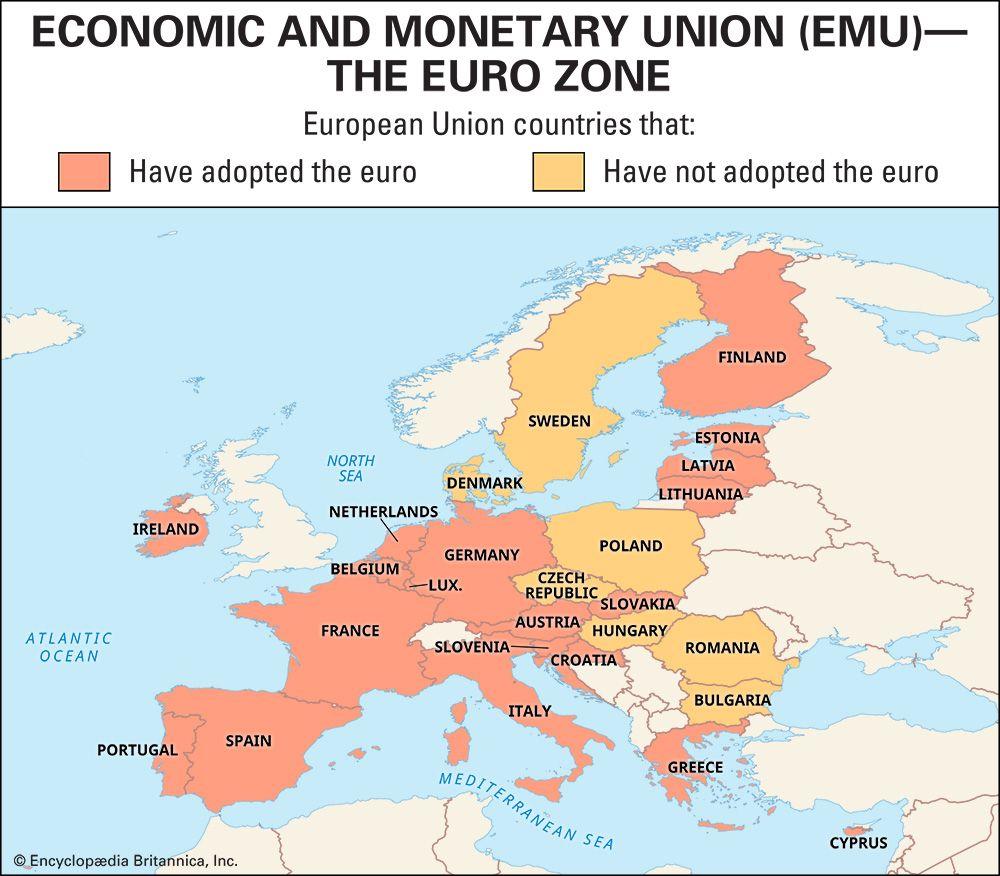 ECONOMIC AND MONETARY UNION (EMU)—
THE EURO ZONE
European Union countries that:
Have adopted the euro
Have not adopted the euro
FINLAND
SWEDEN
ESTONIA
LATVIA
LITHUANIA
NORTH
SEA
DENMARK
NETHERLANDS
IRELAND
GERMANY
POLAND
BELGIUM
LUX.
CZECH
REPUBLIC
SLOVAKIA
AUSTRIA
FRANCE
HUNGARY
ATLANTIC
OCEAN
SLOVENIA
ROMANIA
CROATIA
BULGARIA
ITALY
PORTUGAL
SPAIN
GREECE
MEDITERRANEAN SEA
CYPRUS
© Encyclopædia Britannica, Inc.